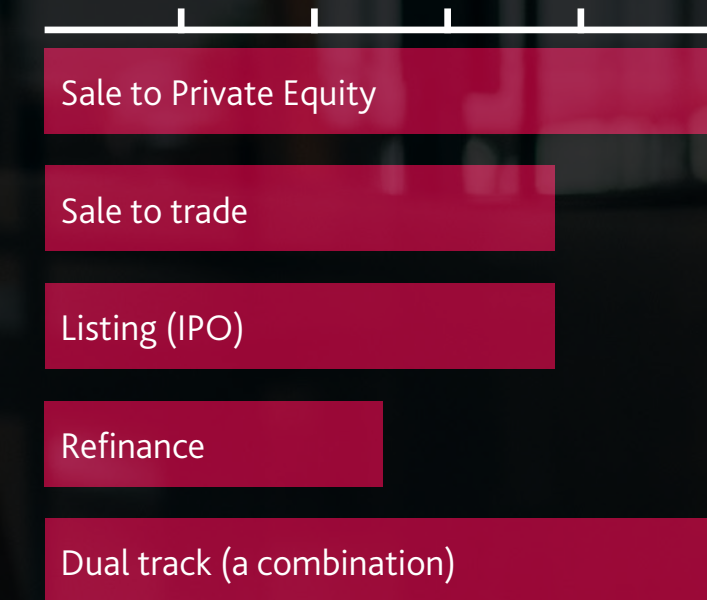 Sale to Private Equity
Sale to trade
Listing (IPO)
Refinance
Dual track (a combination)